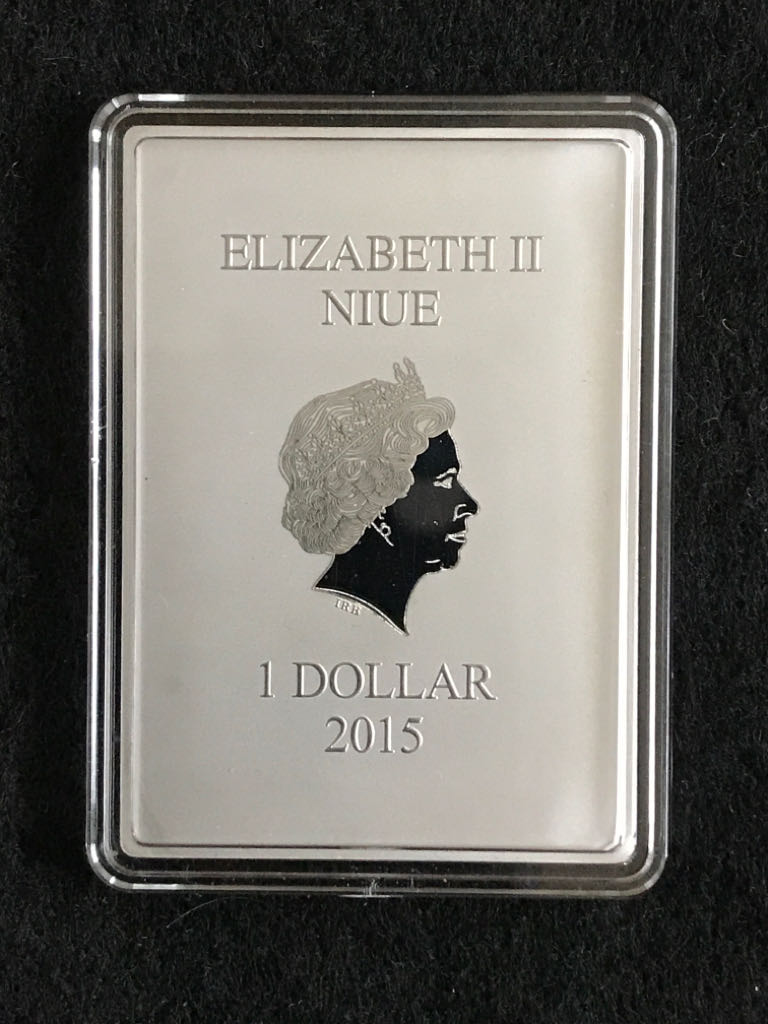 ELIZABETH II
NIUE
IRB
1 DOLLAR
2015